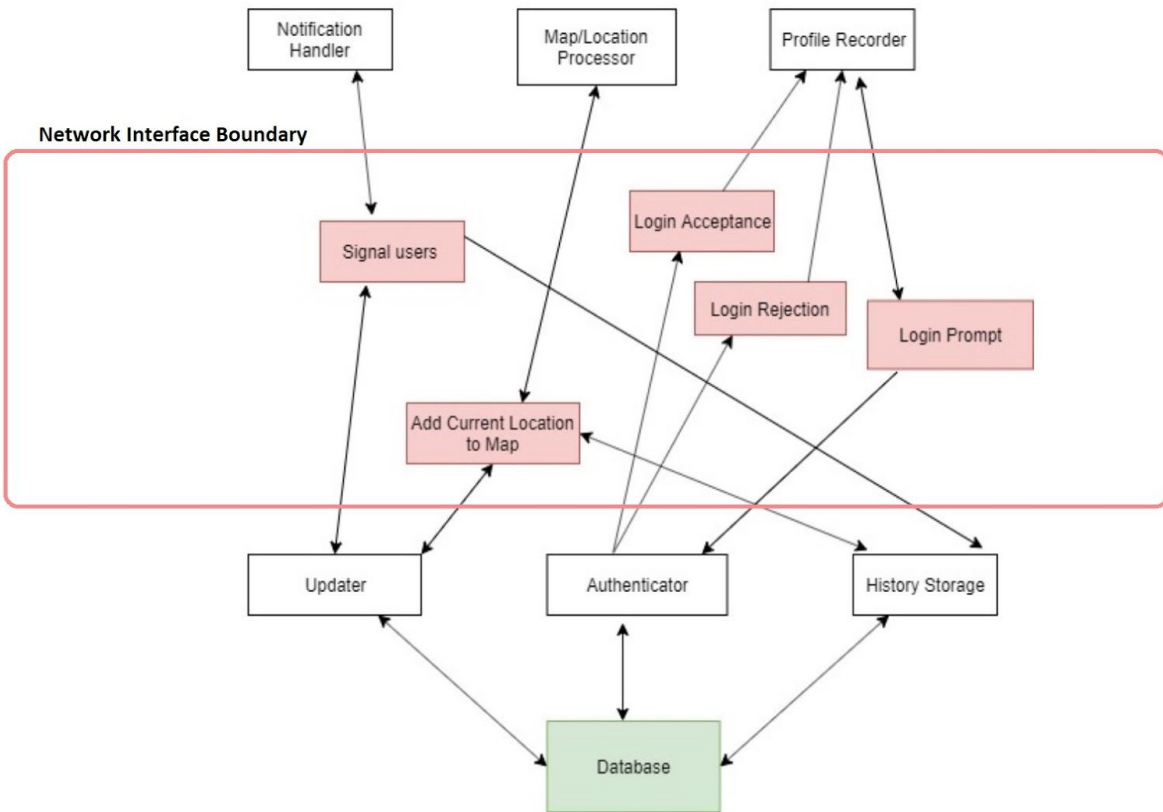 Notification
Handler
Map/Location
Processor
Profile Recorder
Network Interface Boundary
Login Acceptance
Signal users
Login Rejection
Login Prompt
Add Current Location
to Map
Updater
Authenticator
History Storage
Database